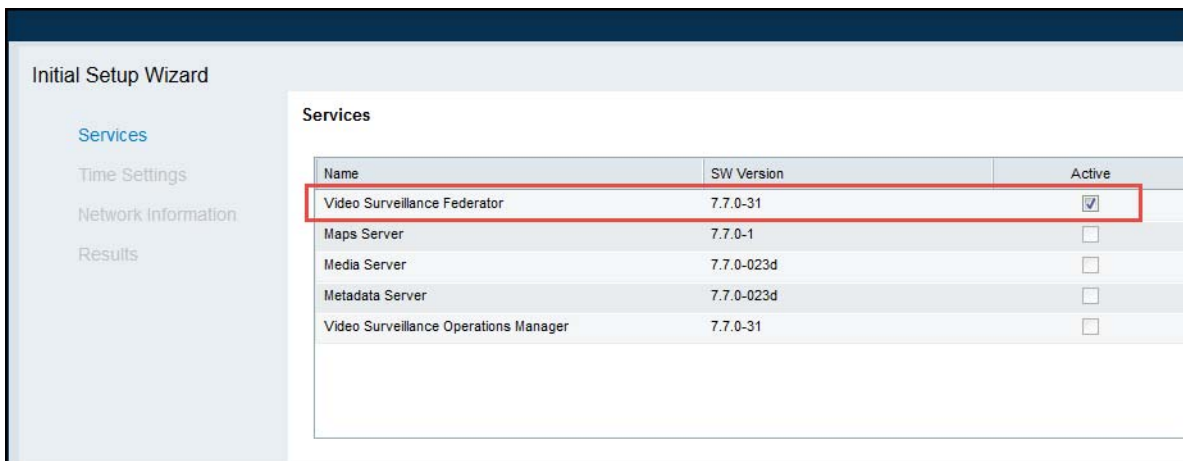 Initial Setup Wizard
Services
Time Settings
Network Information
Results
Services
Name SW Version Active
Video Surveillance Federator 7.7.0-31
Maps Server 7.7.0-1
Media Server 7.7.0-023d
Metadata Server 7.7.0-023d
Video Surveillance Operations Manager 7.7.0-31